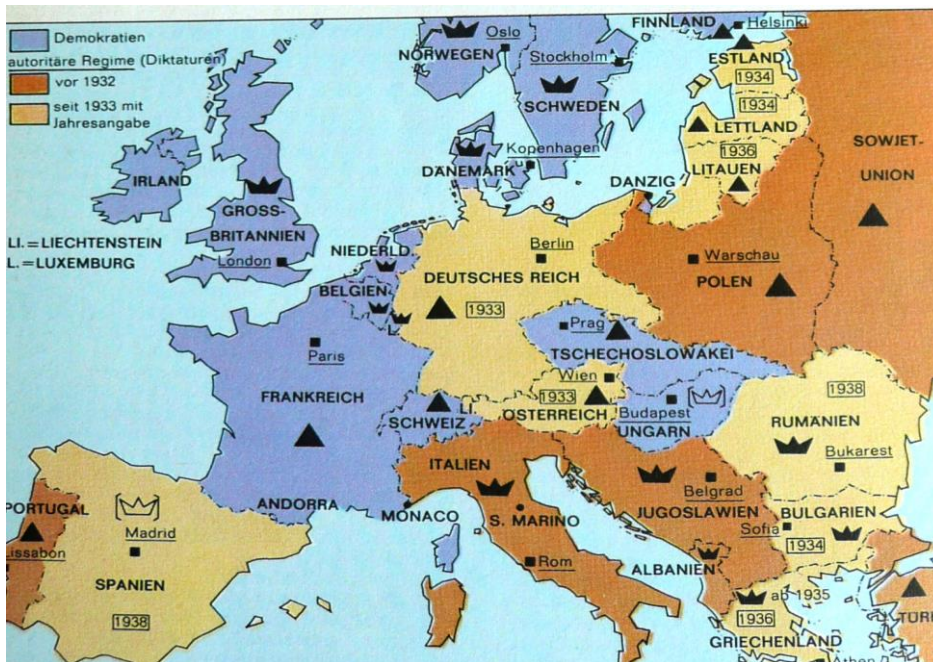 Demokratien
autoritäre Regime (Diktaturen)
vor 1932
seit 1933 mit
Jahresangabe
LI. = LIECHTENSTEIN
L. = LUXEMBURG
NORWEGEN
Oslo
Stockholm
SCHWEDEN
FINNLAND
Helsinki
ESTLAND
1934
1934
LETTLAND
1936
LITAUEN
SOWJET-
UNION
IRLAND
GROSS-
BRITANNIEN
London
DÄNEMARK
Kopenhagen
DANZIG
NIEDERLD.
BELGIEN
L.
Berlin
DEUTSCHES REICH
1933
Warschau
POLEN
Prag
TSCHECHOSLOWAKEI
Paris
FRANKREICH
SCHWEIZ
LI.
Wien
1933
ÖSTERREICH
Budapest
UNGARN
1938
RUMÄNIEN
Bukarest
ITALIEN
Belgrad
JUGOSLAWIEN
BULGARIEN
Sofia
1934
ANDORRA
MONACO
S. MARINO
Rom
ALBANIEN
PORTUGAL
Lissabon
Madrid
SPANIEN
1938
ab 1935
1936
GRIECHENLAND
Athen
TÜR